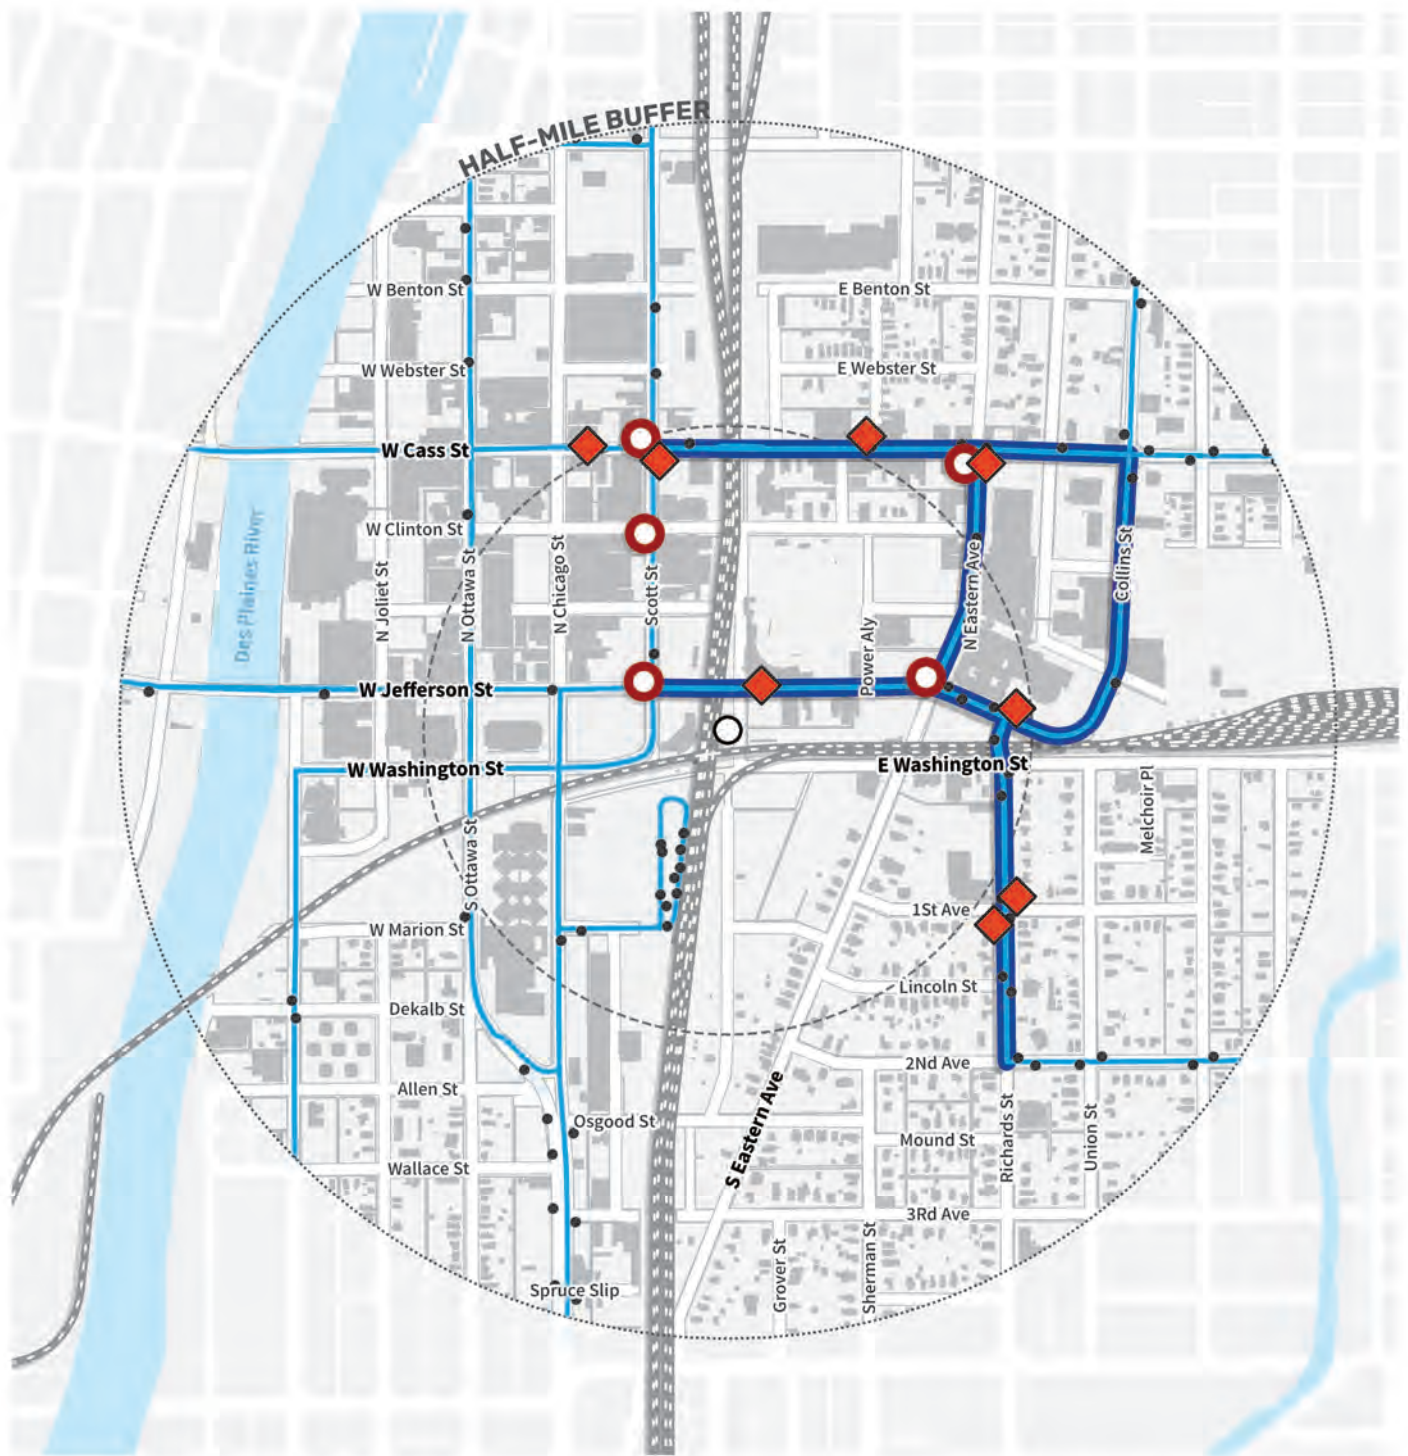 HALF-MILE BUFFER
W Benton St
E Benton St
W Webster St
E Webster St
W Cass St
W Clinton St
Des Plaines River
N Joliet St
N Ottawa St
N Chicago St
Scott St
Power Aly
N Eastern Ave
Collins St
W Jefferson St
W Washington St
E Washington St
S Ottawa St
Melchoir Pl
1St Ave
W Marion St
Lincoln St
Dekalb St
2Nd Ave
Allen St
Osgood St
S Eastern Ave
Mound St
Richards St
Union St
Wallace St
3Rd Ave
Grover St
Sherman St
Spruce Slip